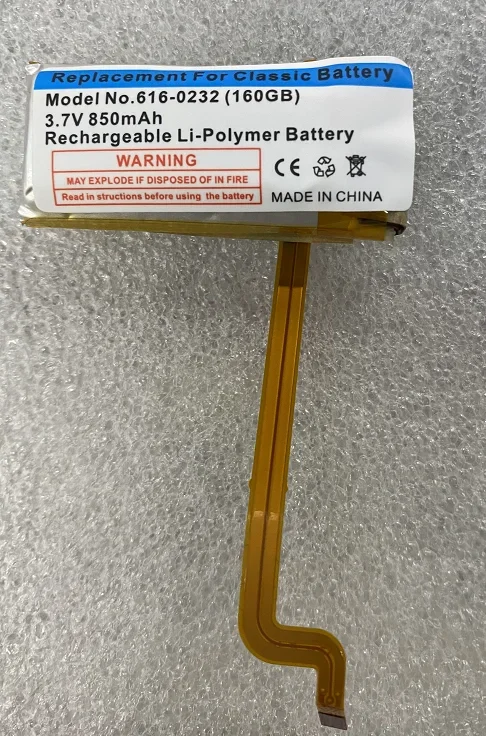 Replacement For Classic Battery
Model No.616-0232 (160GB)
3.7V 850mAh
Rechargeable Li-Polymer Battery
WARNING
MAY EXPLODE IF DISPOSED OF IN FIRE
Read in structions before using the battery
CE
MADE IN CHINA